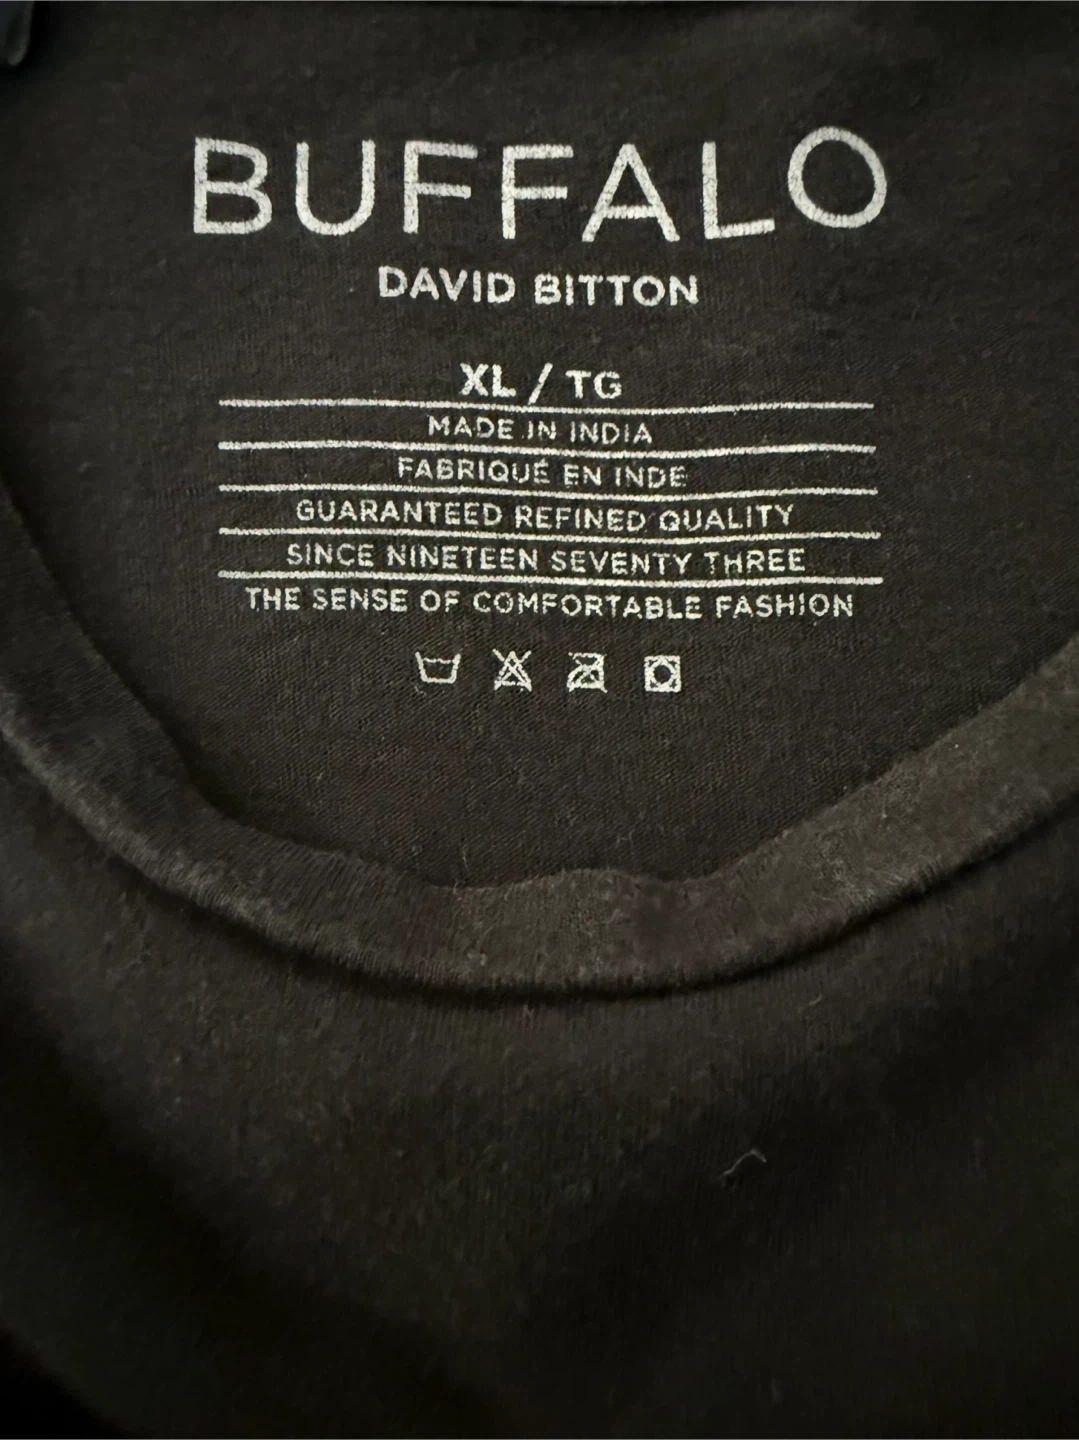 BUFFALO
DAVID BITTON
XL / TG
MADE IN INDIA
FABRIQUÉ EN INDE
GUARANTEED REFINED QUALITY
SINCE NINETEEN SEVENTY THREE
THE SENSE OF COMFORTABLE FASHION